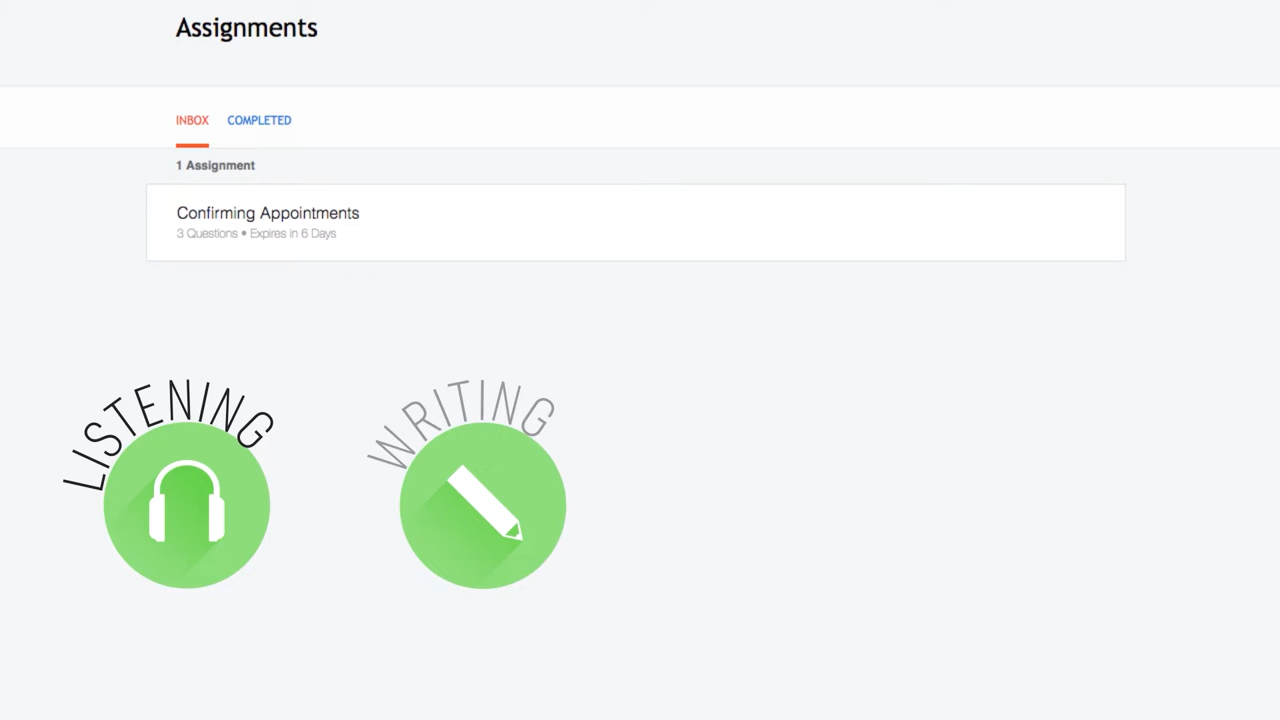 Assignments
INBOX COMPLETED
1 Assignment
Confirming Appointments
3 Questions • Expires in 6 Days
LISTENING
WRITING